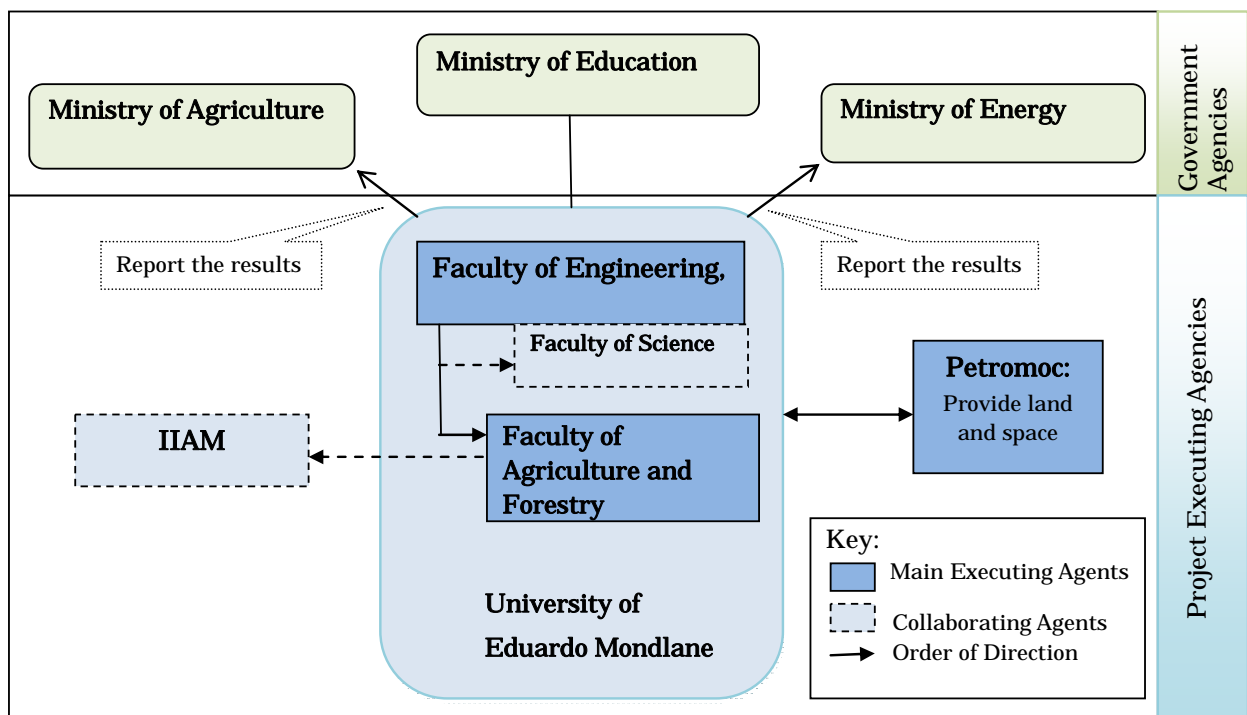 Ministry of Education
Ministry of Agriculture
Ministry of Energy
Government
Agencies
Report the results
Report the results
Faculty of Engineering,
Faculty of Science
Petromoc:
Provide land
and space
IIAM
Faculty of
Agriculture and
Forestry
University of
Eduardo Mondlane
Key:
Main Executing Agents
Collaborating Agents
Order of Direction
Project Executing Agencies